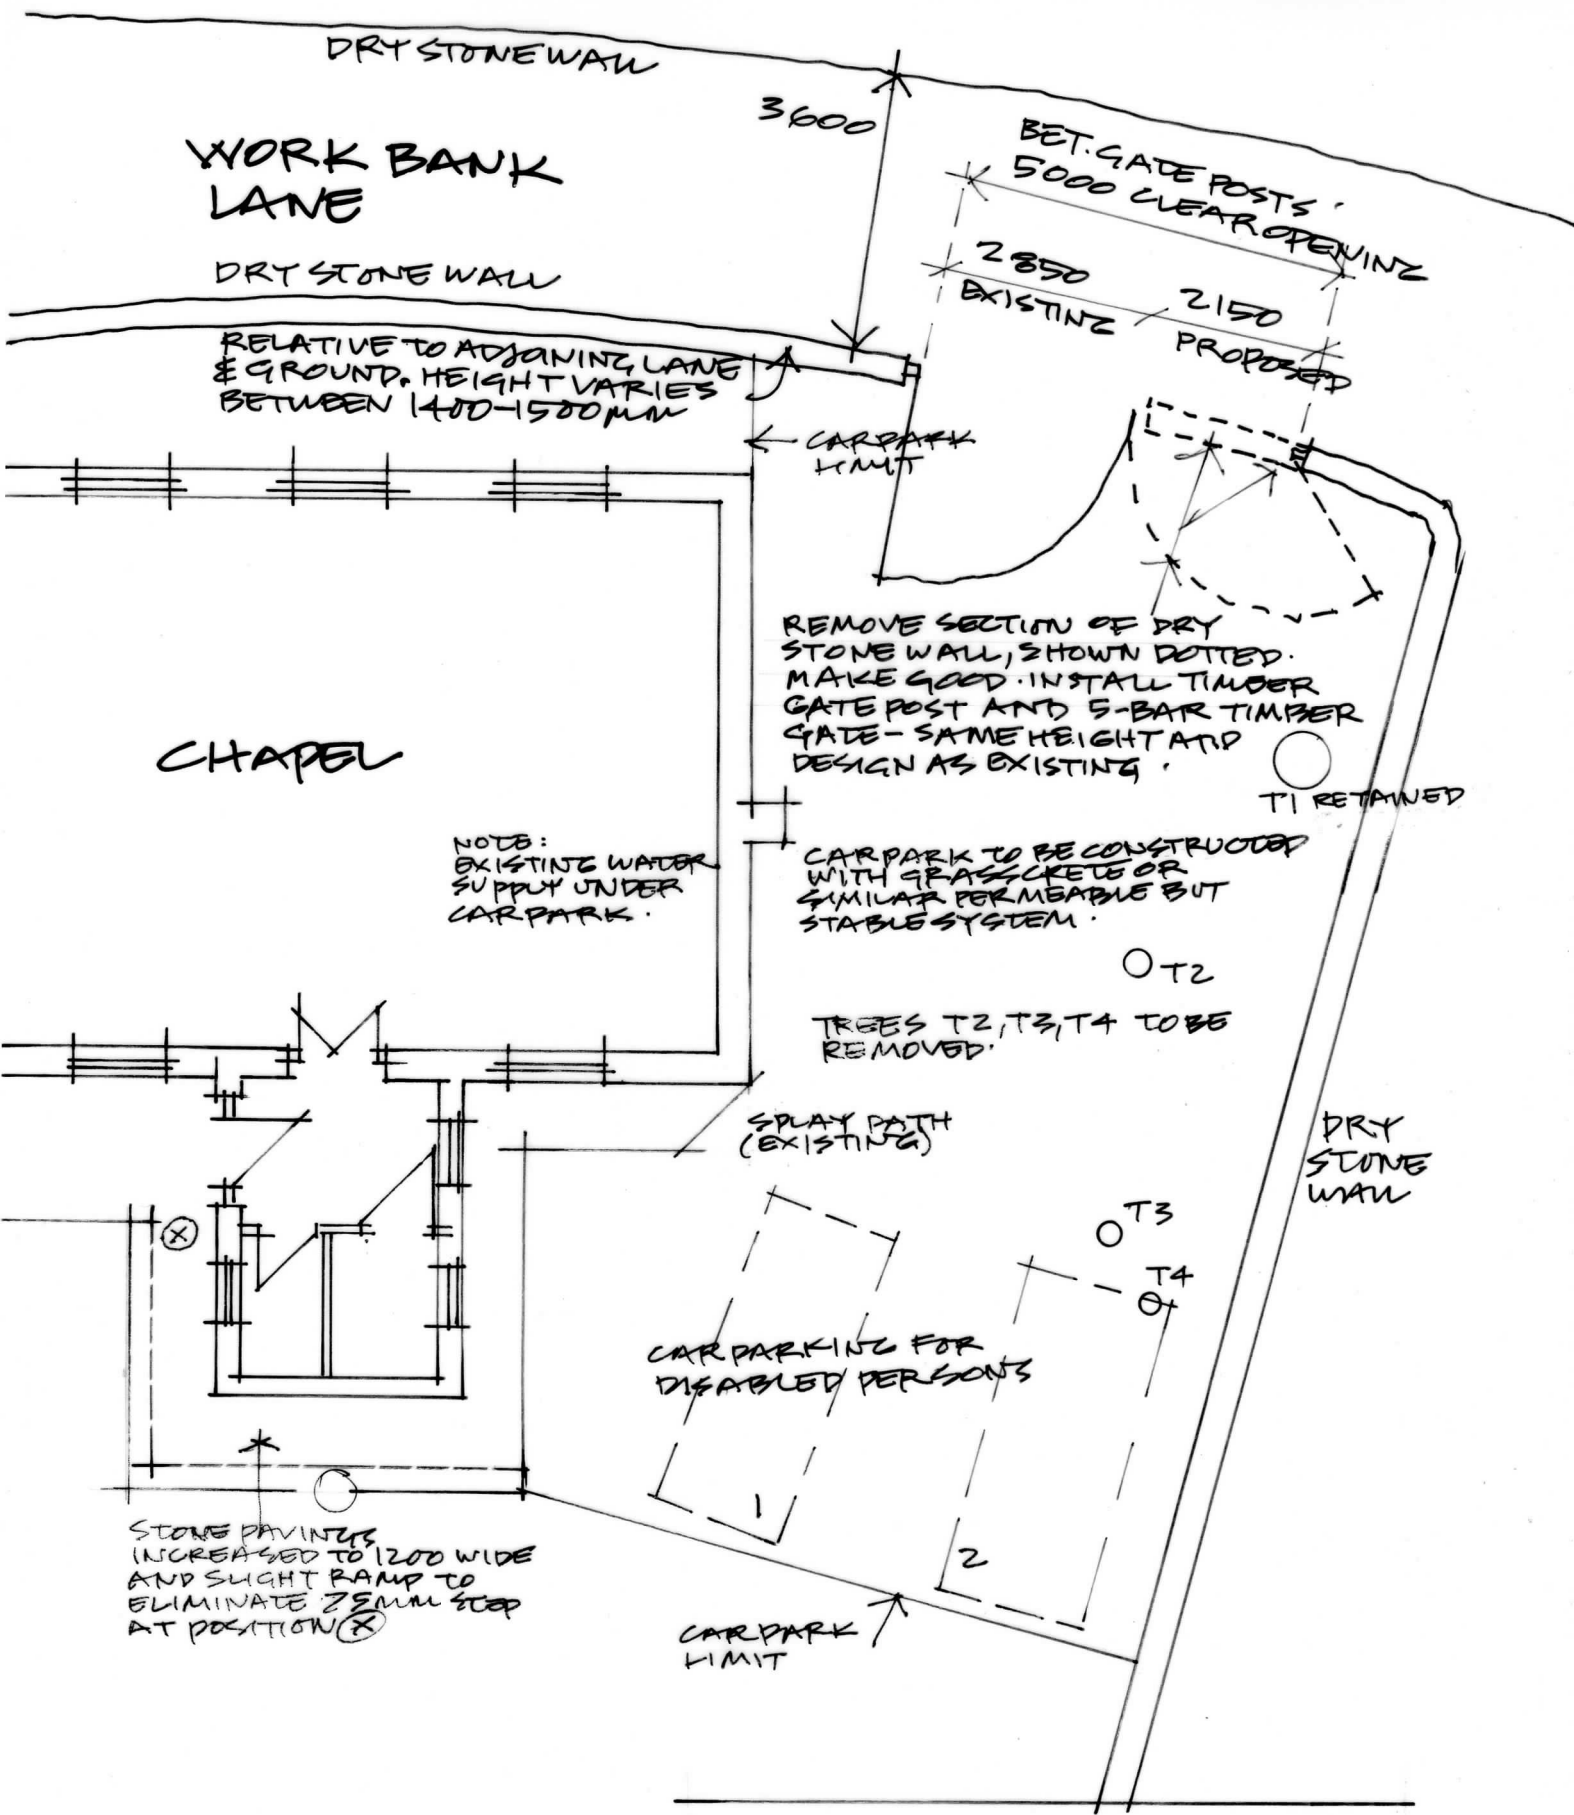 DRY STONE WALL
3600
BET. GATE POSTS.
5000 CLEAR OPENING
WORK BANK
LANE
2850
EXISTING
2150
PROPOSED
DRY STONE WALL
RELATIVE TO ADJOINING LANE
& GROUND. HEIGHT VARIES
BETWEEN 1400-1500MM
CARPARK
LIMIT
REMOVE SECTION OF DRY
STONE WALL, SHOWN DOTTED.
MAKE GOOD. INSTALL TIMBER
GATE POST AND 5-BAR TIMBER
GATE - SAME HEIGHT AND
DESIGN AS EXISTING.
CHAPEL
T1 RETAINED
NOTE:
EXISTING WATER
SUPPLY UNDER
CARPARK.
CARPARK TO BE CONSTRUCTED
WITH GRASSCRETE OR
SIMILAR PERMEABLE BUT
STABLE SYSTEM.
T2
TREES T2, T3, T4 TO BE
REMOVED.
SPLAY PATH
(EXISTING)
DRY
STONE
WALL
T3
X
T4
CAR PARKING FOR
DISABLED PERSONS
1
2
STONE PAVINGS
INCREASED TO 1200 WIDE
AND SLIGHT RAMP TO
ELIMINATE 25MM STEP
AT POSITION X
CARPARK
LIMIT